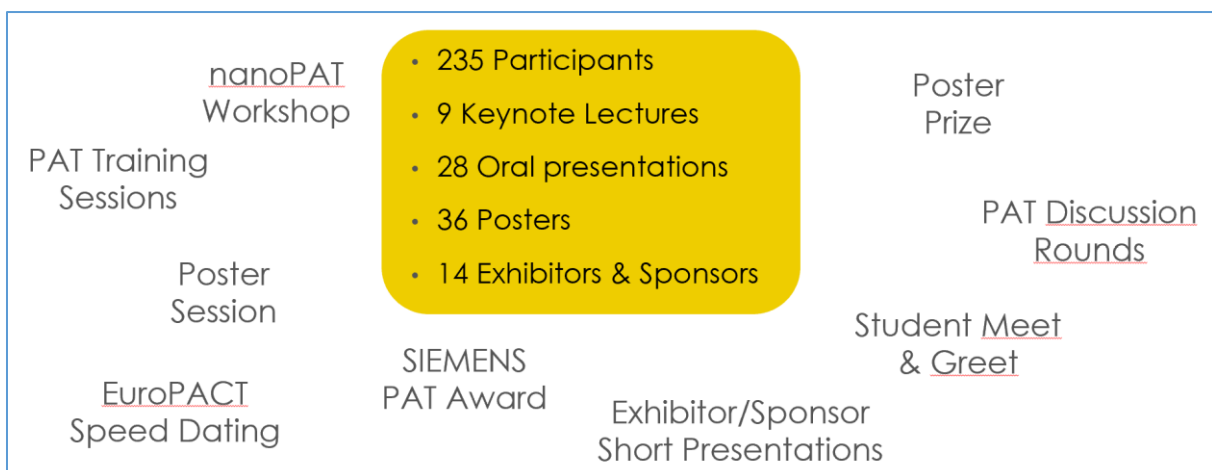 nanoPAT
Workshop
PAT Training
Sessions
Poster
Session
EuroPACT
Speed Dating
• 235 Participants
• 9 Keynote Lectures
• 28 Oral presentations
• 36 Posters
• 14 Exhibitors & Sponsors
SIEMENS
PAT Award
Exhibitor/Sponsor
Short Presentations
Poster
Prize
PAT Discussion
Rounds
Student Meet
& Greet